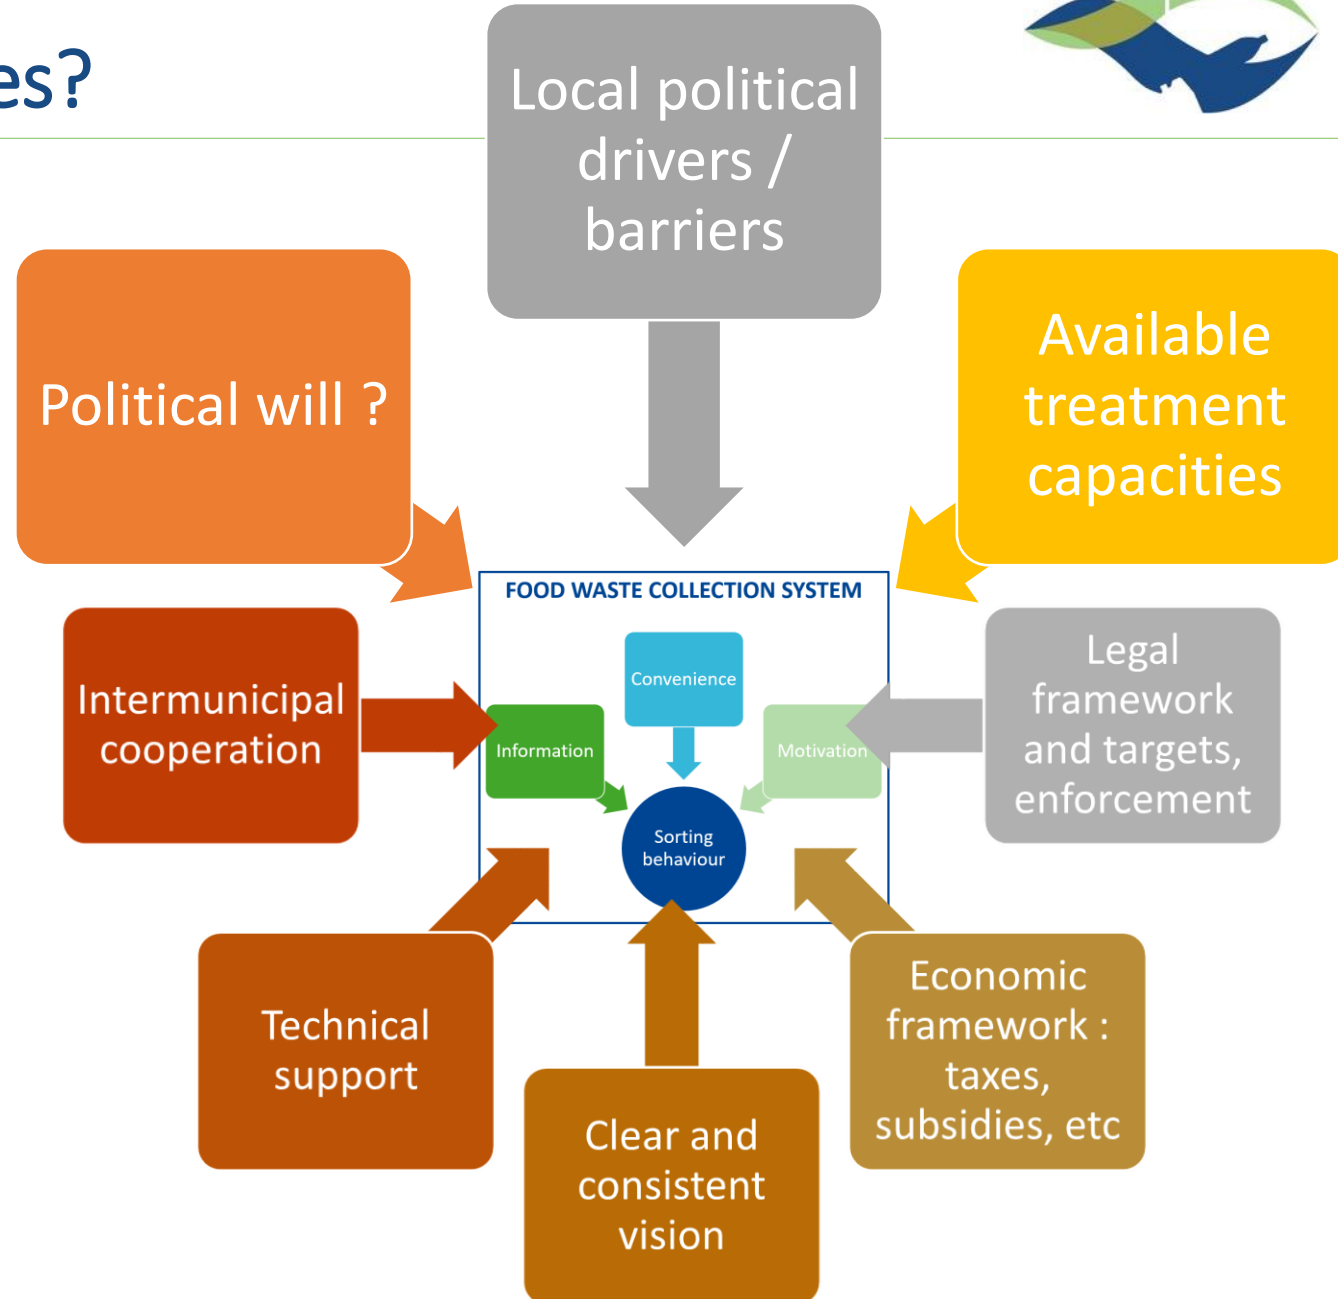 es?
Local political
drivers /
barriers
Political will ?
Available
treatment
capacities
FOOD WASTE COLLECTION SYSTEM
Convenience
Information
Motivation
Sorting
behaviour
Intermunicipal
cooperation
Legal
framework
and targets,
enforcement
Technical
support
Clear and
consistent
vision
Economic
framework :
taxes,
subsidies, etc